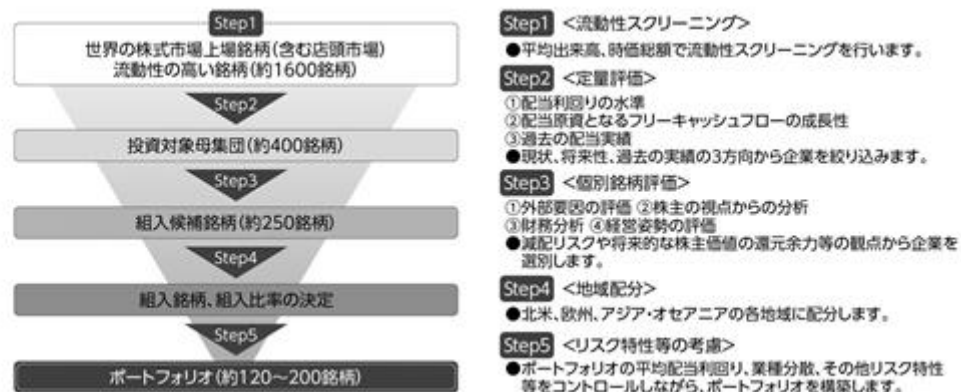 Step1
世界の株式市場上場銘柄(含む店頭市場)
流動性の高い銘柄(約1600銘柄)
Step2
投資対象母集団(約400銘柄)
Step3
組入候補銘柄(約250銘柄)
Step4
組入銘柄、組入比率の決定
Step5
ポートフォリオ(約120～200銘柄)
Step1 <流動性スクリーニング>
●平均出来高、時価総額で流動性スクリーニングを行います。
Step2 <定量評価>
①配当利回りの水準
②配当原資となるフリーキャッシュフローの成長性
③過去の配当実績
●現状、将来性、過去の実績の3方向から企業を絞り込みます。
Step3 <個別銘柄評価>
①外部要因の評価 ②株主の視点からの分析
③財務分析 ④経営姿勢の評価
●減配リスクや将来的な株主価値の還元余力等の観点から企業を
選別します。
Step4 <地域配分>
●北米、欧州、アジア・オセアニアの各地域に配分します。
Step5 <リスク特性等の考慮>
●ポートフォリオの平均配当利回り、業種分散、その他リスク特性
等をコントロールしながら、ポートフォリオを構築します。